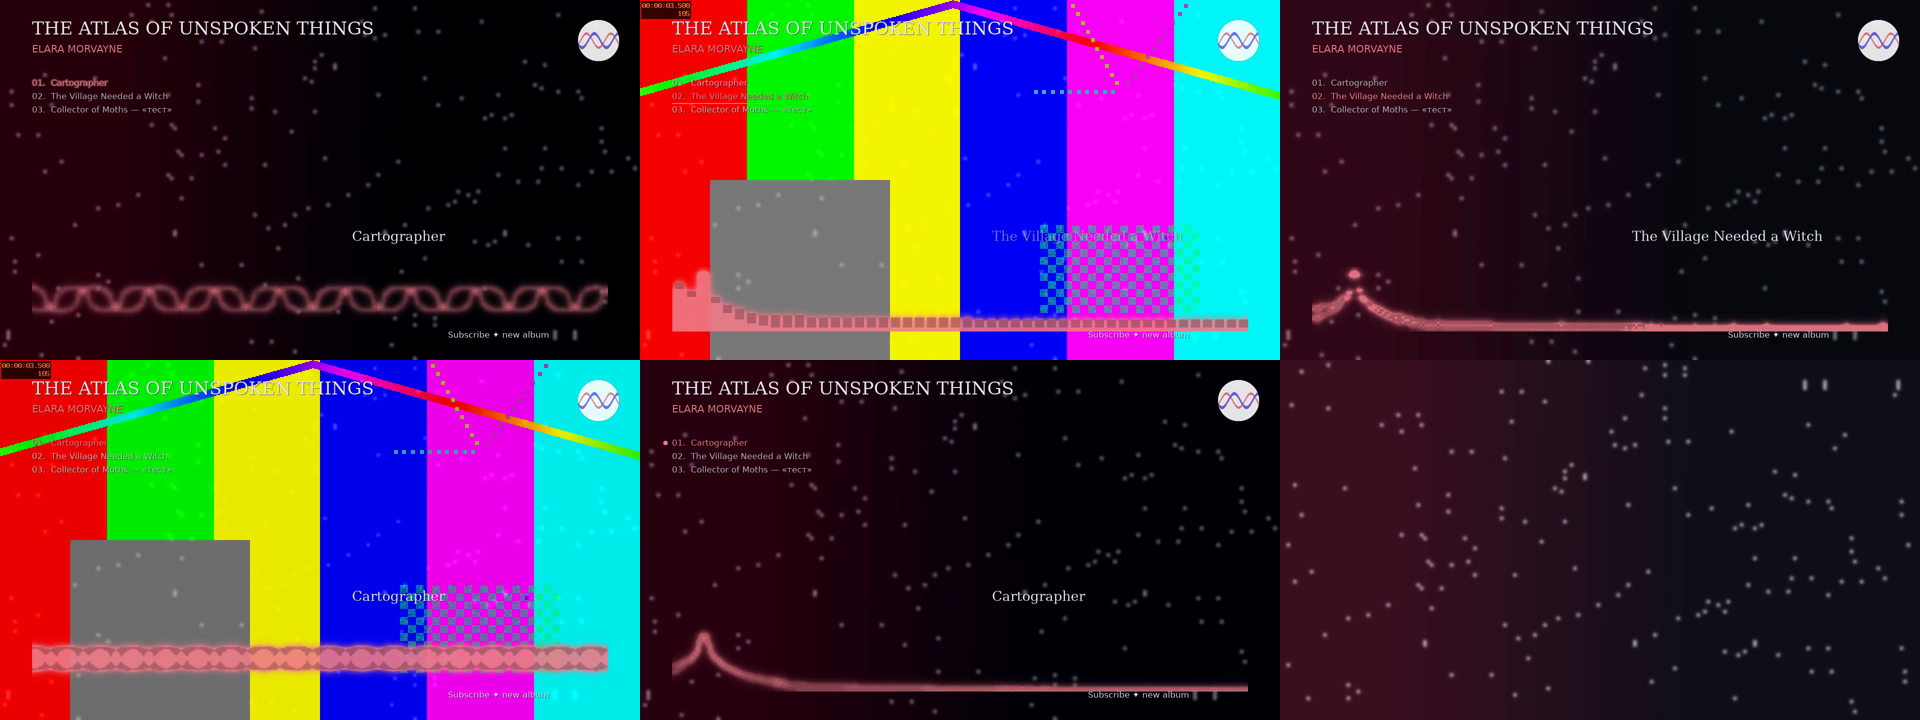 THE ATLAS OF UNSPOKEN THINGS
ELARA MORVAYNE
01. Cartographer
02. The Village Needed a Witch
03. Collector of Moths — «тест»
Cartographer
Subscribe ✦ new album
00:00:03.500
105
THE ATLAS OF UNSPOKEN THINGS
ELARA MORVAYNE
01. Cartographer
02. The Village Needed a Witch
03. Collector of Moths — «тест»
The Village Needed a Witch
Subscribe ✦ new album
THE ATLAS OF UNSPOKEN THINGS
ELARA MORVAYNE
01. Cartographer
02. The Village Needed a Witch
03. Collector of Moths — «тест»
The Village Needed a Witch
Subscribe ✦ new album
00:00:03.500
105
THE ATLAS OF UNSPOKEN THINGS
ELARA MORVAYNE
01. Cartographer
02. The Village Needed a Witch
03. Collector of Moths — «тест»
Cartographer
Subscribe ✦ new album
THE ATLAS OF UNSPOKEN THINGS
ELARA MORVAYNE
01. Cartographer
02. The Village Needed a Witch
03. Collector of Moths — «тест»
Cartographer
Subscribe ✦ new album